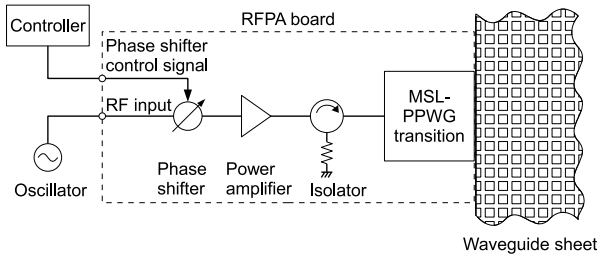 RFPA board
Controller
Phase shifter
control signal
RF input
MSL-
PPWG
transition
Oscillator
Phase
shifter
Power
amplifier
Isolator
Waveguide sheet